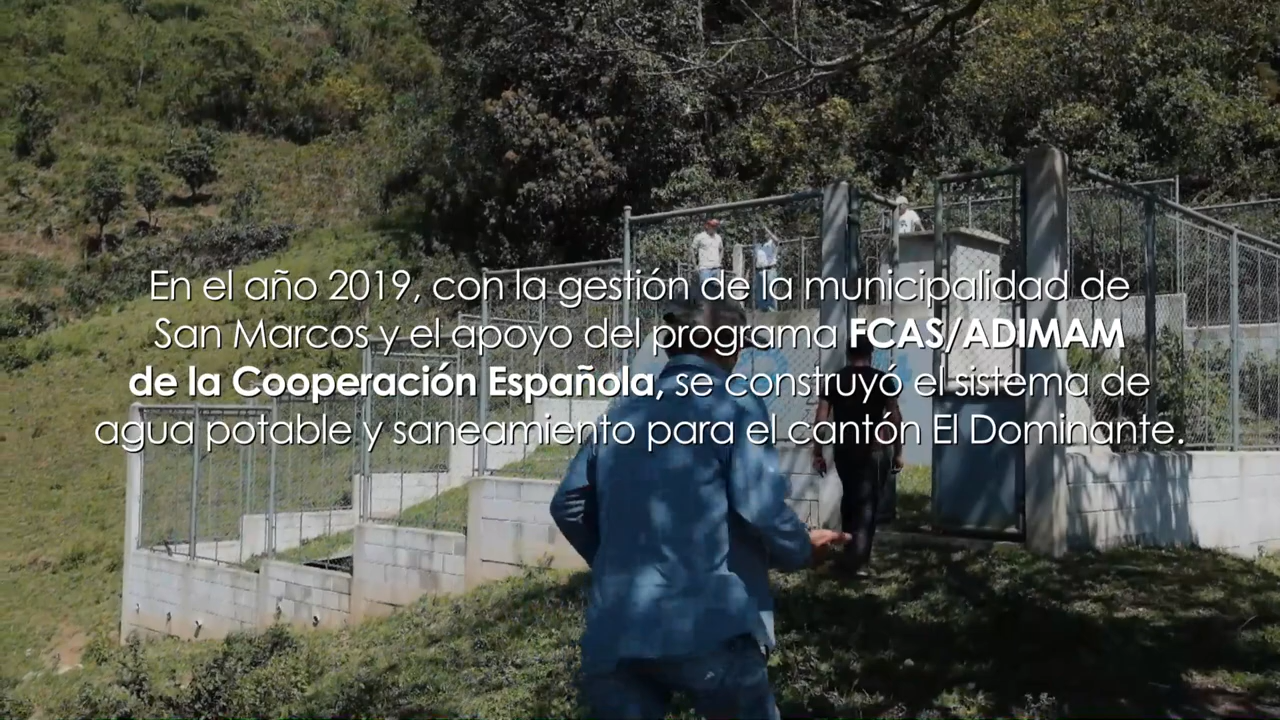 En el año 2019, con la gestión de la municipalidad de
San Marcos y el apoyo del programa FCAS/ADIMAM
de la Cooperación Española, se construyó el sistema de
agua potable y saneamiento para el cantón El Dominante.